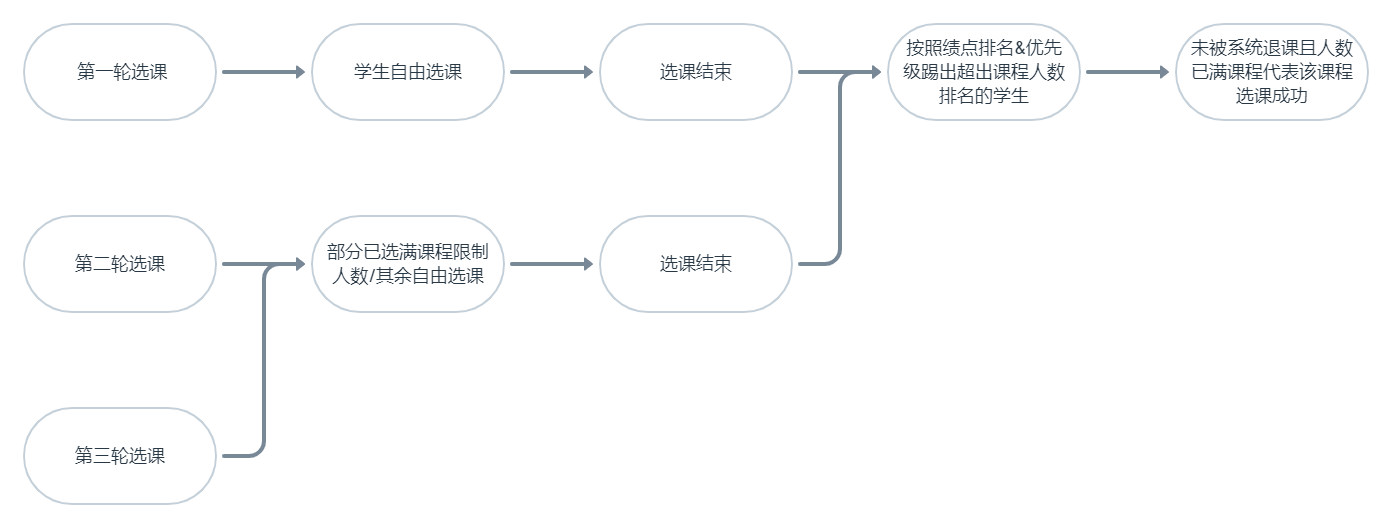 第一轮选课
学生自由选课
选课结束
按照绩点排名&优先
级踢出超出课程人数
排名的学生
未被系统退课且人数
已满课程代表该课程
选课成功
第二轮选课
部分已选满课程限制
人数/其余自由选课
选课结束
第三轮选课